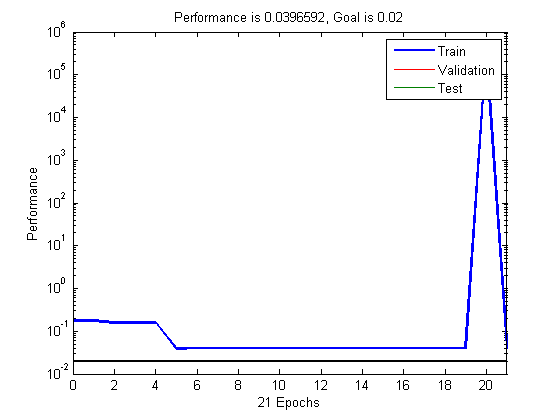 Performance is 0.0396592, Goal is 0.02
10^6
10^5
10^4
10^3
10^2
10^1
10^0
10^-1
10^-2
Performance
Train
Validation
Test
0 2 4 6 8 10 12 14 16 18 20
21 Epochs